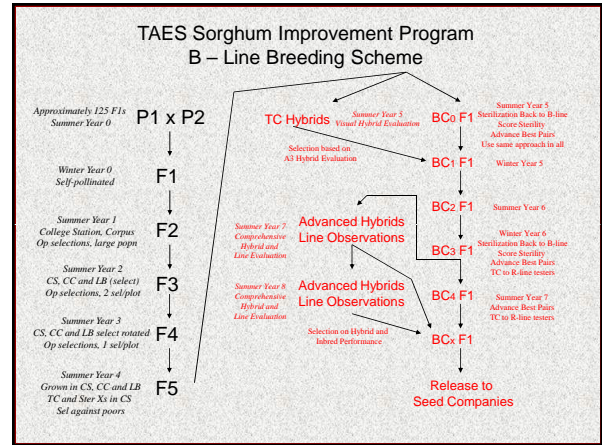 TAES Sorghum Improvement Program
B – Line Breeding Scheme
Approximately 125 F1s
Summer Year 0
P1 x P2
Winter Year 0
Self-pollinated
F1
Summer Year 1
College Station, Corpus
Op selections, large popn
F2
Summer Year 2
CS, CC and LB (select)
Op selections, 2 sel/plot
F3
Summer Year 3
CS, CC and LB select rotated
Op selections, 1 sel/plot
F4
Summer Year 4
Grown in CS, CC and LB
TC and Ster Xs in CS
Sel against poors
F5
TC Hybrids
Summer Year 5
Visual Hybrid Evaluation
Selection based on
A3 Hybrid Evaluation
BC0 F1
Summer Year 5
Sterilization Back to B-line
Score Sterility
Advance Best Pairs
Use same approach in all
BC1 F1
Winter Year 5
BC2 F1
Summer Year 6
Summer Year 7
Comprehensive
Hybrid and
Line Evaluation
Advanced Hybrids
Line Observations
BC3 F1
Winter Year 6
Sterilization Back to B-line
Score Sterility
Advance Best Pairs
TC to R-line testers
Summer Year 8
Comprehensive
Hybrid and
Line Evaluation
Advanced Hybrids
Line Observations
BC4 F1
Summer Year 7
Advance Best Pairs
TC to R-line testers
Selection on Hybrid and
Inbred Performance
BCx F1
Release to
Seed Companies